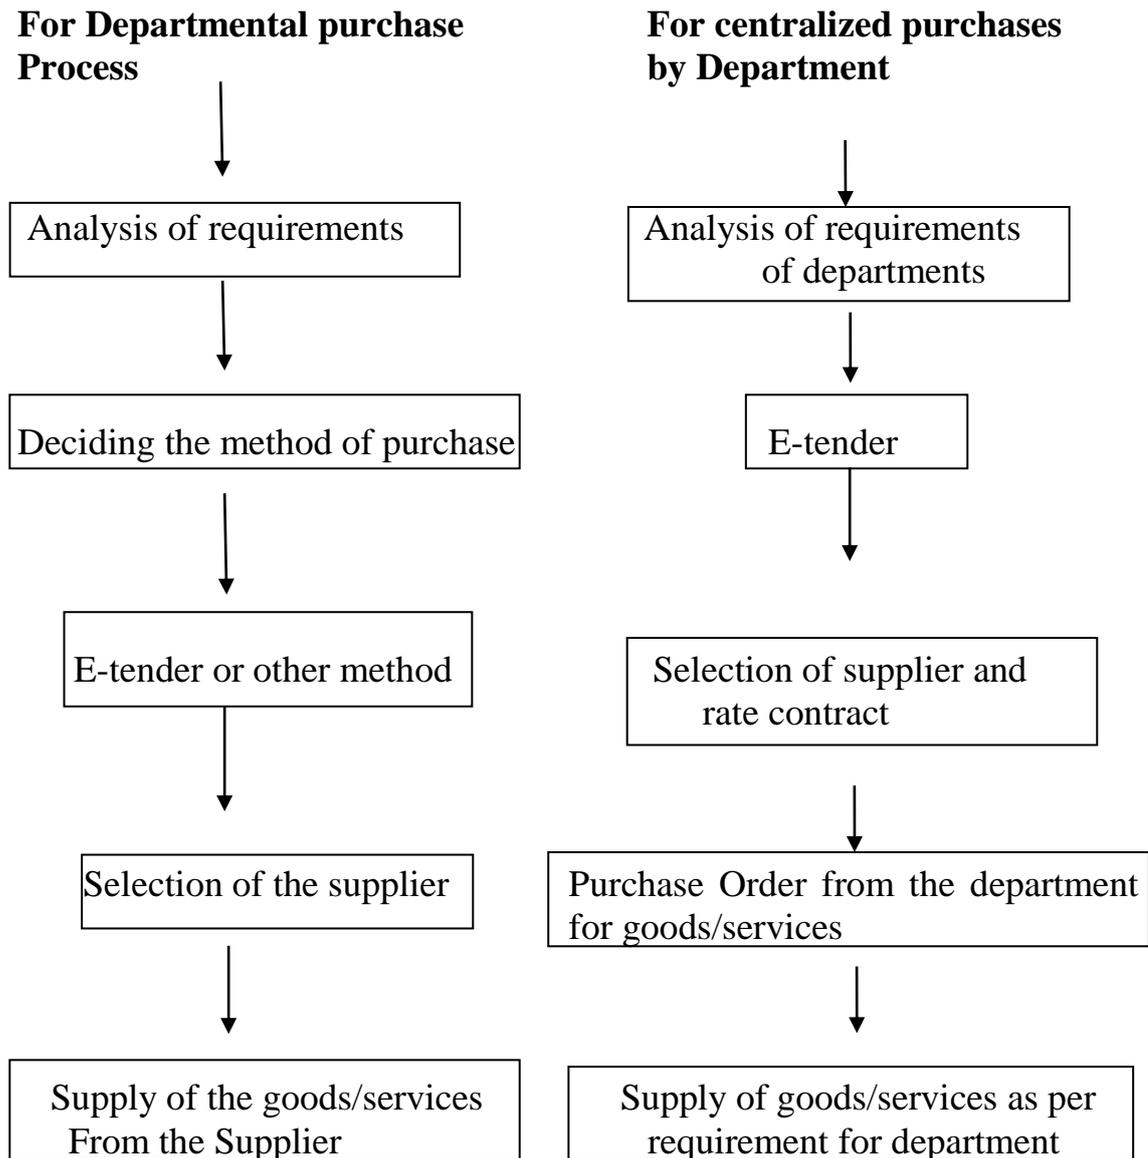 For Departmental purchase
Process
Analysis of requirements
Deciding the method of purchase
E-tender or other method
Selection of the supplier
Supply of the goods/services
From the Supplier
For centralized purchases
by Department
Analysis of requirements
of departments
E-tender
Selection of supplier and
rate contract
Purchase Order from the department
for goods/services
Supply of goods/services as per
requirement for department